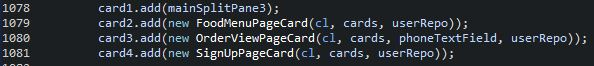 1078 card1.add(mainSplitPane3);
1079 card2.add(new FoodMenuPageCard(cl, cards, userRepo));
1080 card3.add(new OrderViewPageCard(cl, cards, phoneTextField, userRepo));
1081 card4.add(new SignUpPageCard(cl, cards, userRepo));